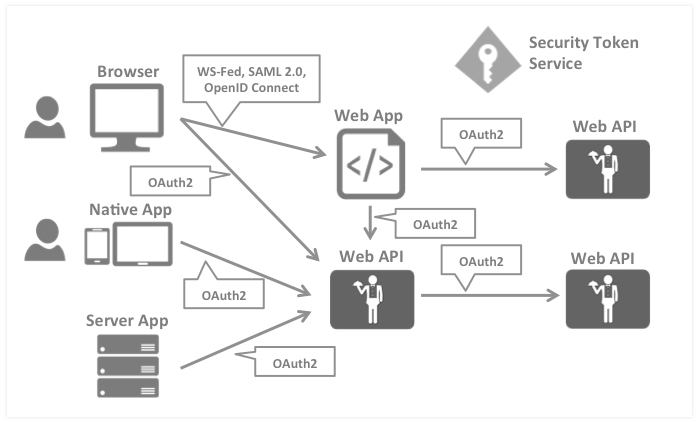 Security Token
Service
Browser
WS-Fed, SAML 2.0,
OpenID Connect
Web App
OAuth2
Web API
OAuth2
Native App
OAuth2
Web API
OAuth2
Web API
OAuth2
Server App
OAuth2